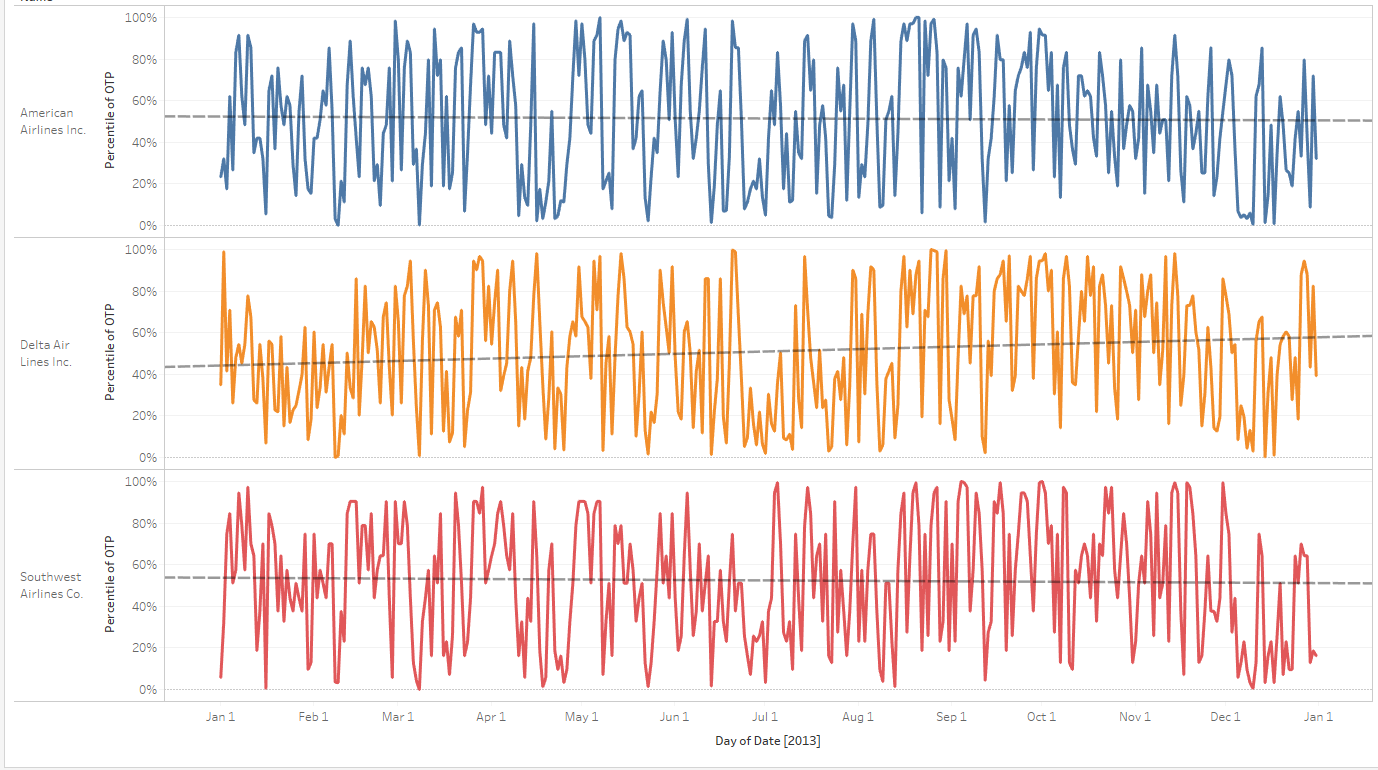 Name
100%
80%
60%
40%
20%
0%
Percentile of OTP
American
Airlines Inc.
100%
80%
60%
40%
20%
0%
Percentile of OTP
Delta Air
Lines Inc.
100%
80%
60%
40%
20%
0%
Percentile of OTP
Southwest
Airlines Co.
Jan 1 Feb 1 Mar 1 Apr 1 May 1 Jun 1 Jul 1 Aug 1 Sep 1 Oct 1 Nov 1 Dec 1 Jan 1
Day of Date [2013]